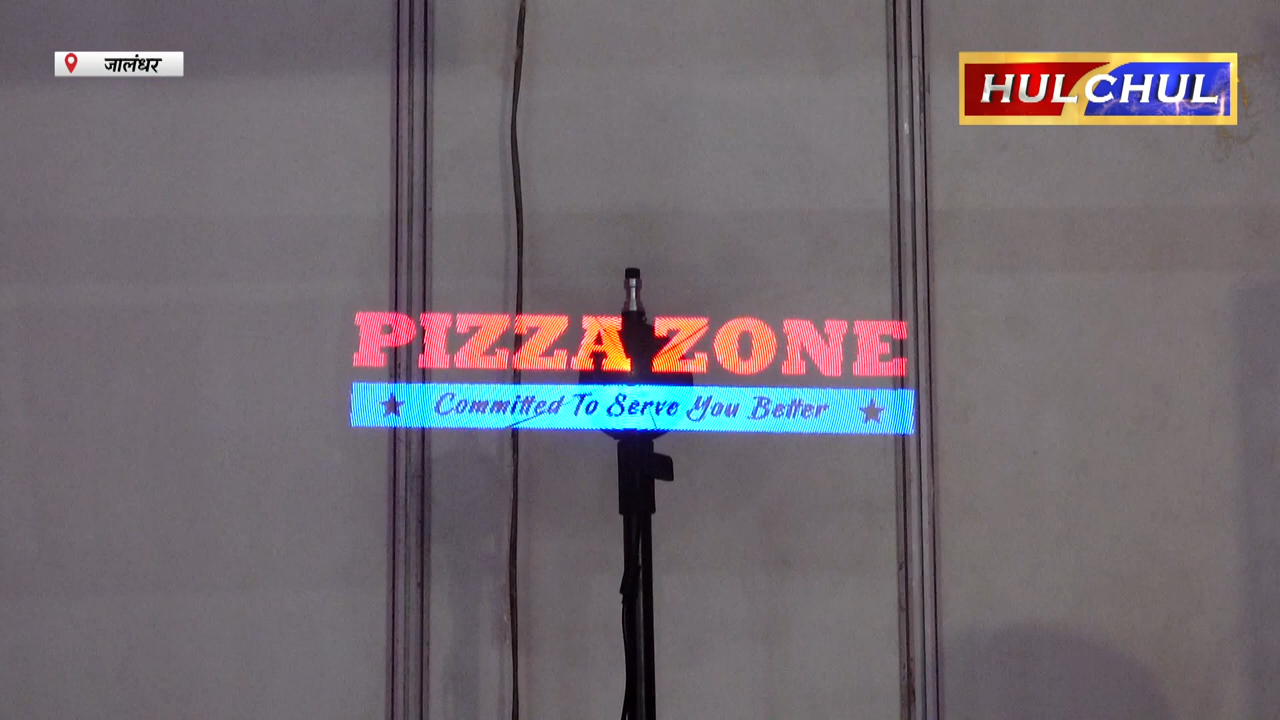 जालंधर
HULCHUL
PIZZA ZONE
Committed To Serve You Better